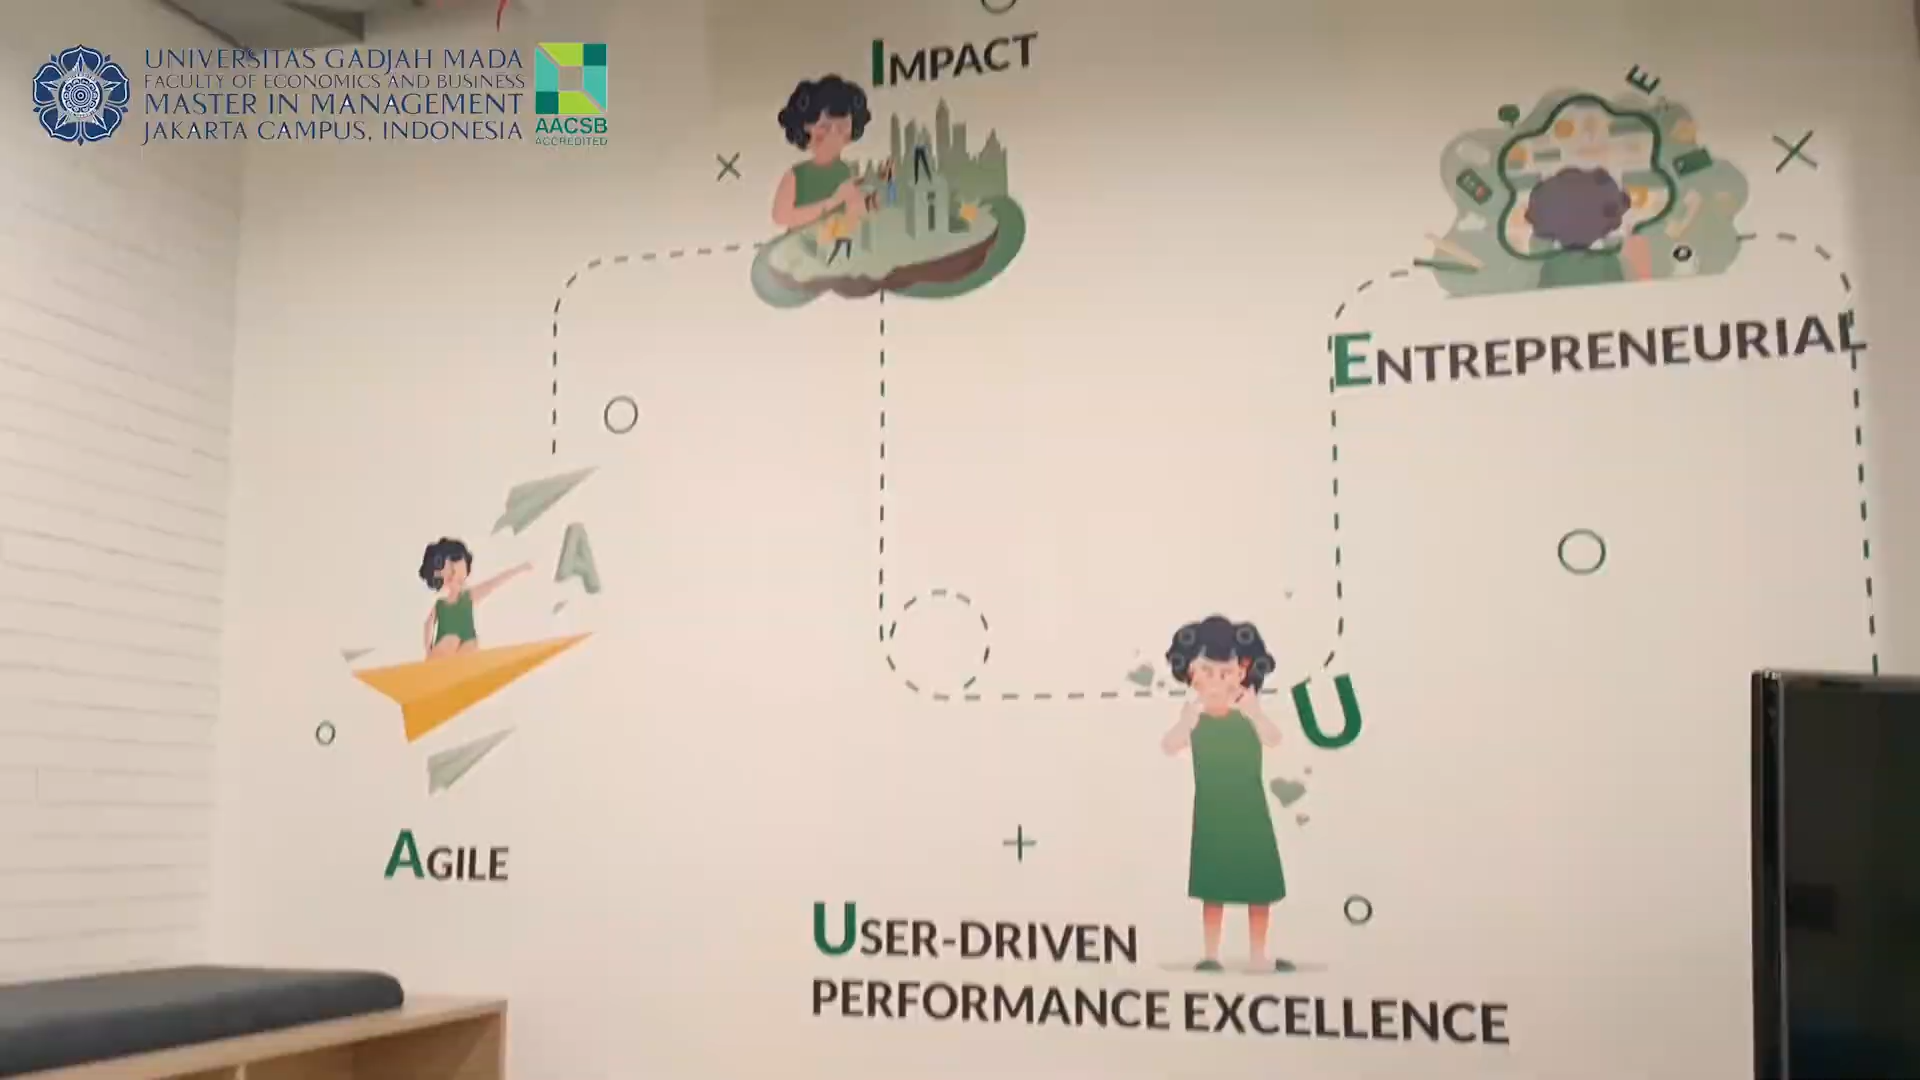 UNIVERSITAS GADJAH MADA
FACULTY OF ECONOMICS AND BUSINESS
MASTER IN MANAGEMENT
JAKARTA CAMPUS, INDONESIA
AACSB
ACCREDITED
IMPACT
E
ENTREPRENEURIAL
A
U
AGILE
USER-DRIVEN
PERFORMANCE EXCELLENCE